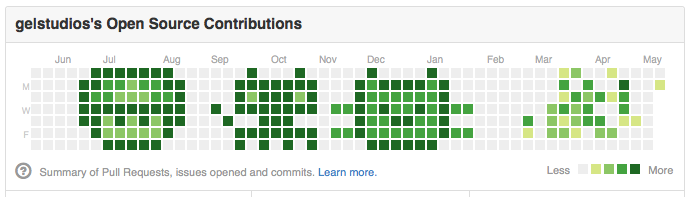 gelstudios's Open Source Contributions
Jun Jul Aug Sep Oct Nov Dec Jan Feb Mar Apr May
M
W
F
? Summary of Pull Requests, issues opened and commits. Learn more. Less More